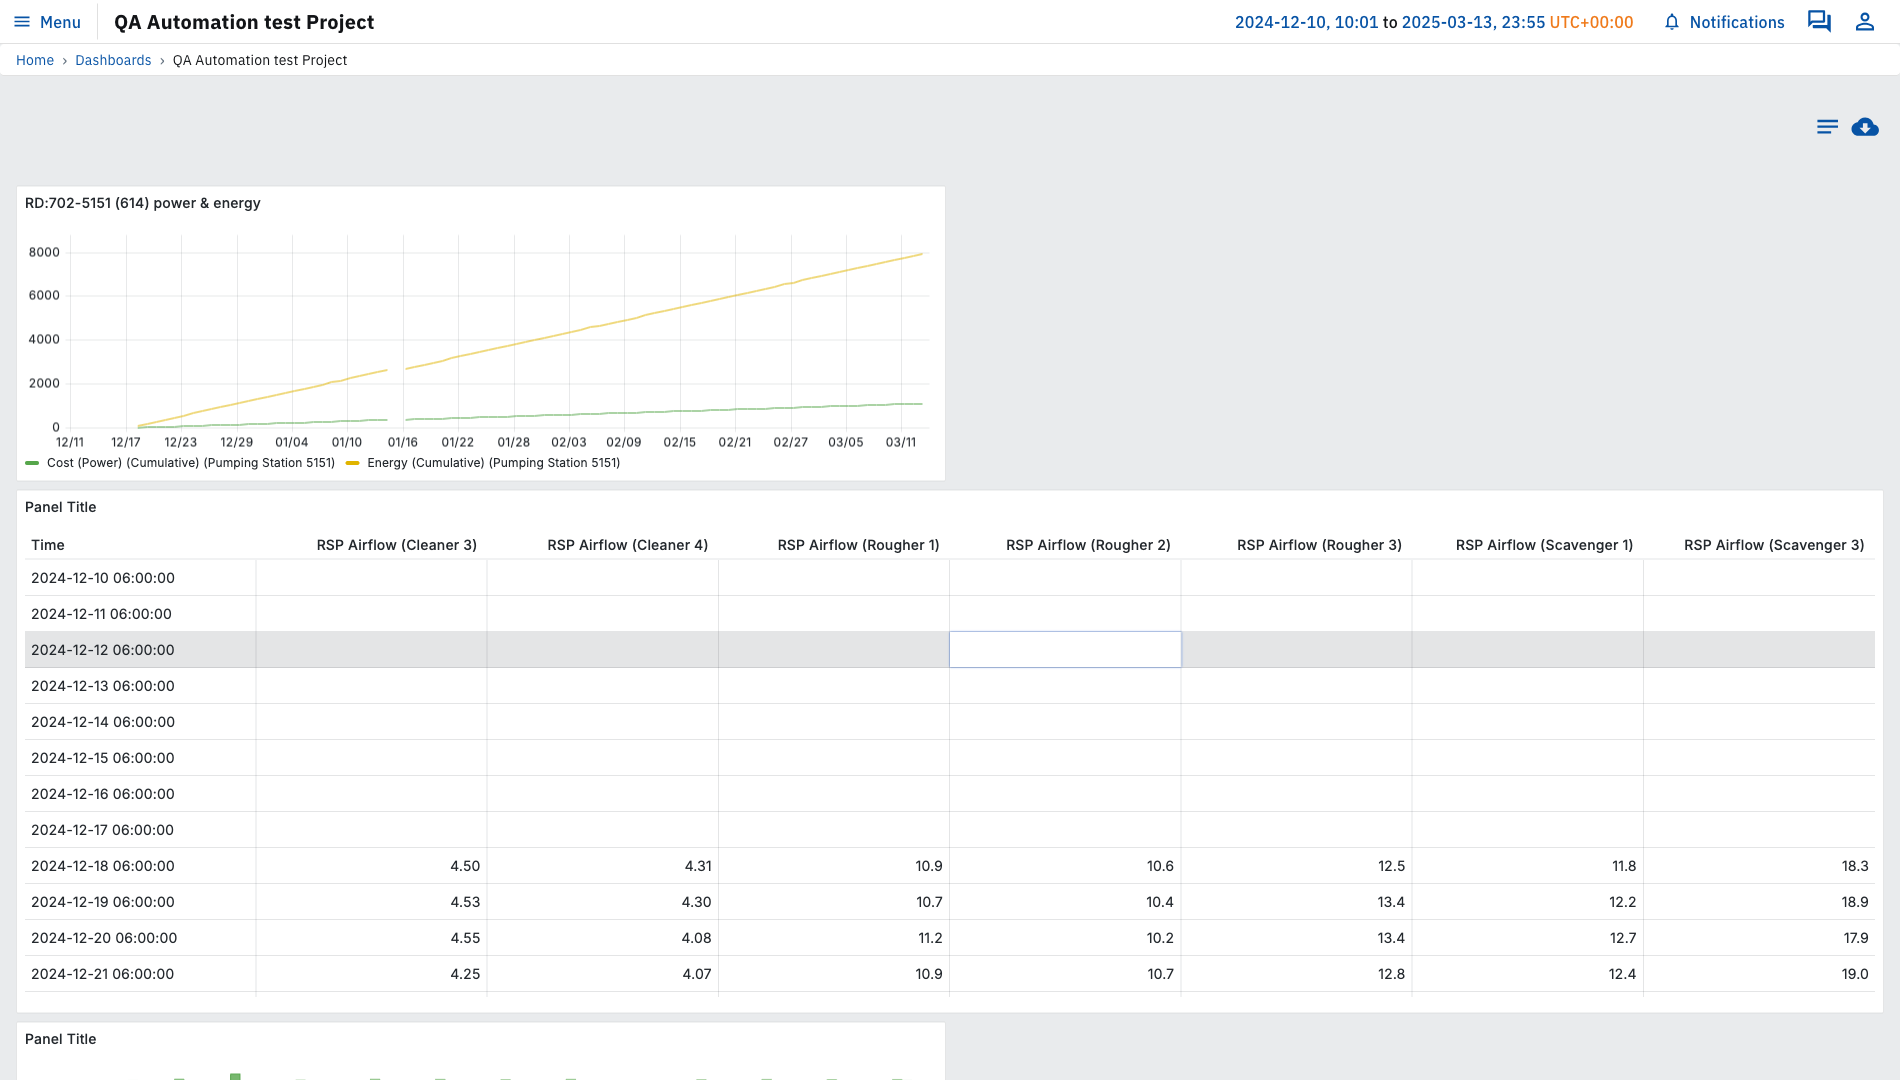 Menu QA Automation test Project 2024-12-10, 10:01 to 2025-03-13, 23:55 UTC+00:00 Notifications
Home › Dashboards › QA Automation test Project
RD:702-5151 (614) power & energy
8000
6000
4000
2000
0
12/11 12/17 12/23 12/29 01/04 01/10 01/16 01/22 01/28 02/03 02/09 02/15 02/21 02/27 03/05 03/11
Cost (Power) (Cumulative) (Pumping Station 5151) Energy (Cumulative) (Pumping Station 5151)
Panel Title
Time RSP Airflow (Cleaner 3) RSP Airflow (Cleaner 4) RSP Airflow (Rougher 1) RSP Airflow (Rougher 2) RSP Airflow (Rougher 3) RSP Airflow (Scavenger 1) RSP Airflow (Scavenger 3)
2024-12-10 06:00:00
2024-12-11 06:00:00
2024-12-12 06:00:00
2024-12-13 06:00:00
2024-12-14 06:00:00
2024-12-15 06:00:00
2024-12-16 06:00:00
2024-12-17 06:00:00
2024-12-18 06:00:00 4.50 4.31 10.9 10.6 12.5 11.8 18.3
2024-12-19 06:00:00 4.53 4.30 10.7 10.4 13.4 12.2 18.9
2024-12-20 06:00:00 4.55 4.08 11.2 10.2 13.4 12.7 17.9
2024-12-21 06:00:00 4.25 4.07 10.9 10.7 12.8 12.4 19.0
Panel Title